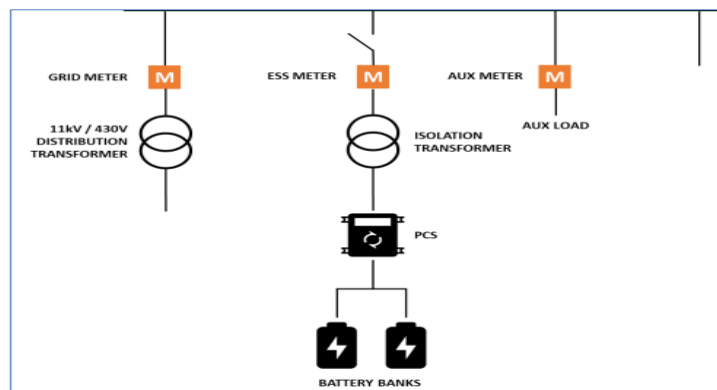 GRID METER
M
ESS METER
M
AUX METER
M
11kV / 430V
DISTRIBUTION
TRANSFORMER
ISOLATION
TRANSFORMER
AUX LOAD
PCS
BATTERY BANKS